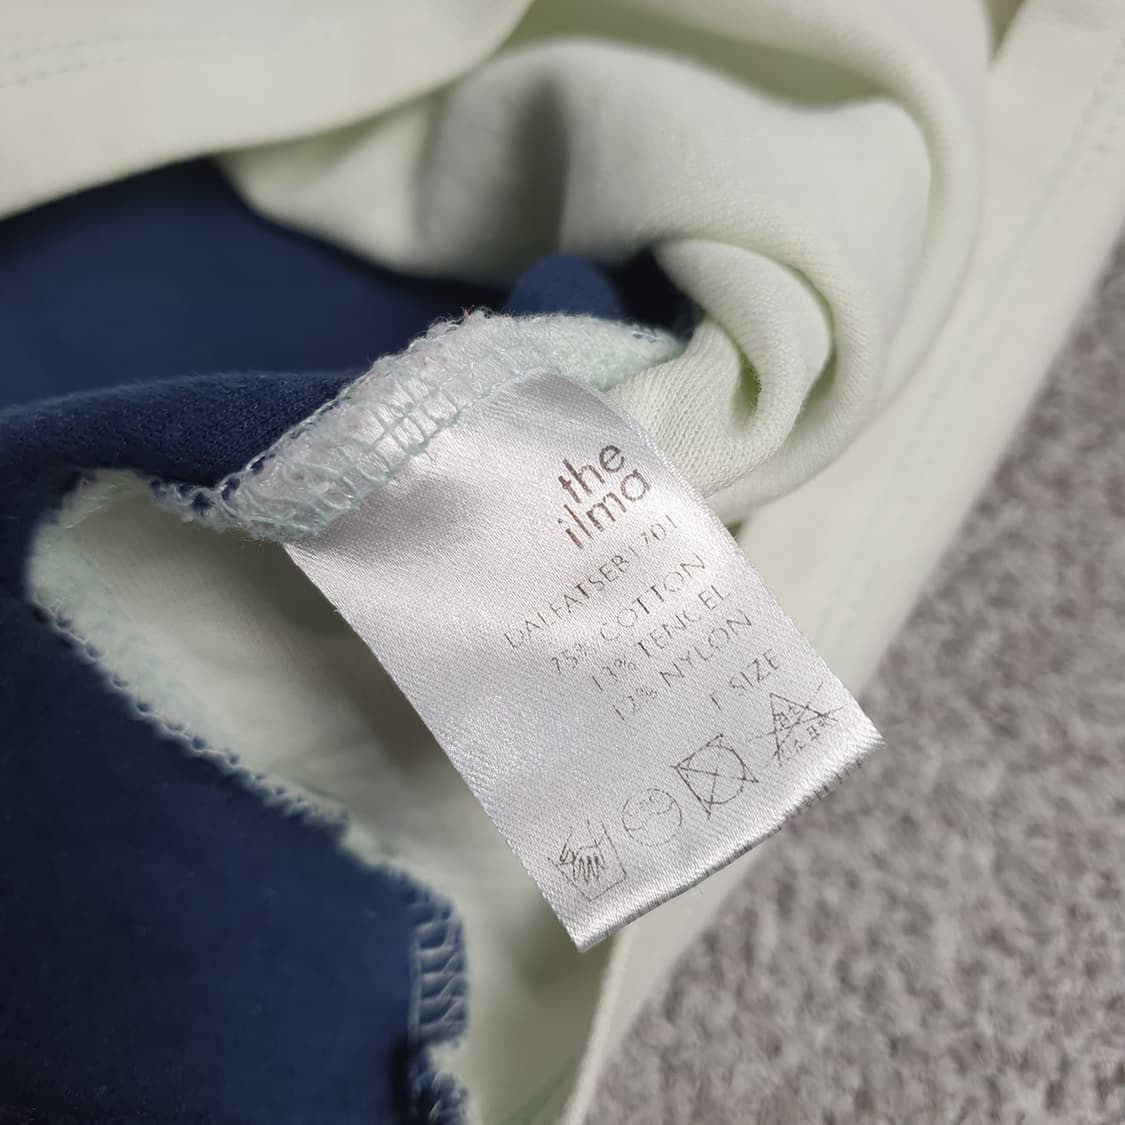 the
ilma
75% COTTON
13% TENCEL
12% NYLON
F SIZE